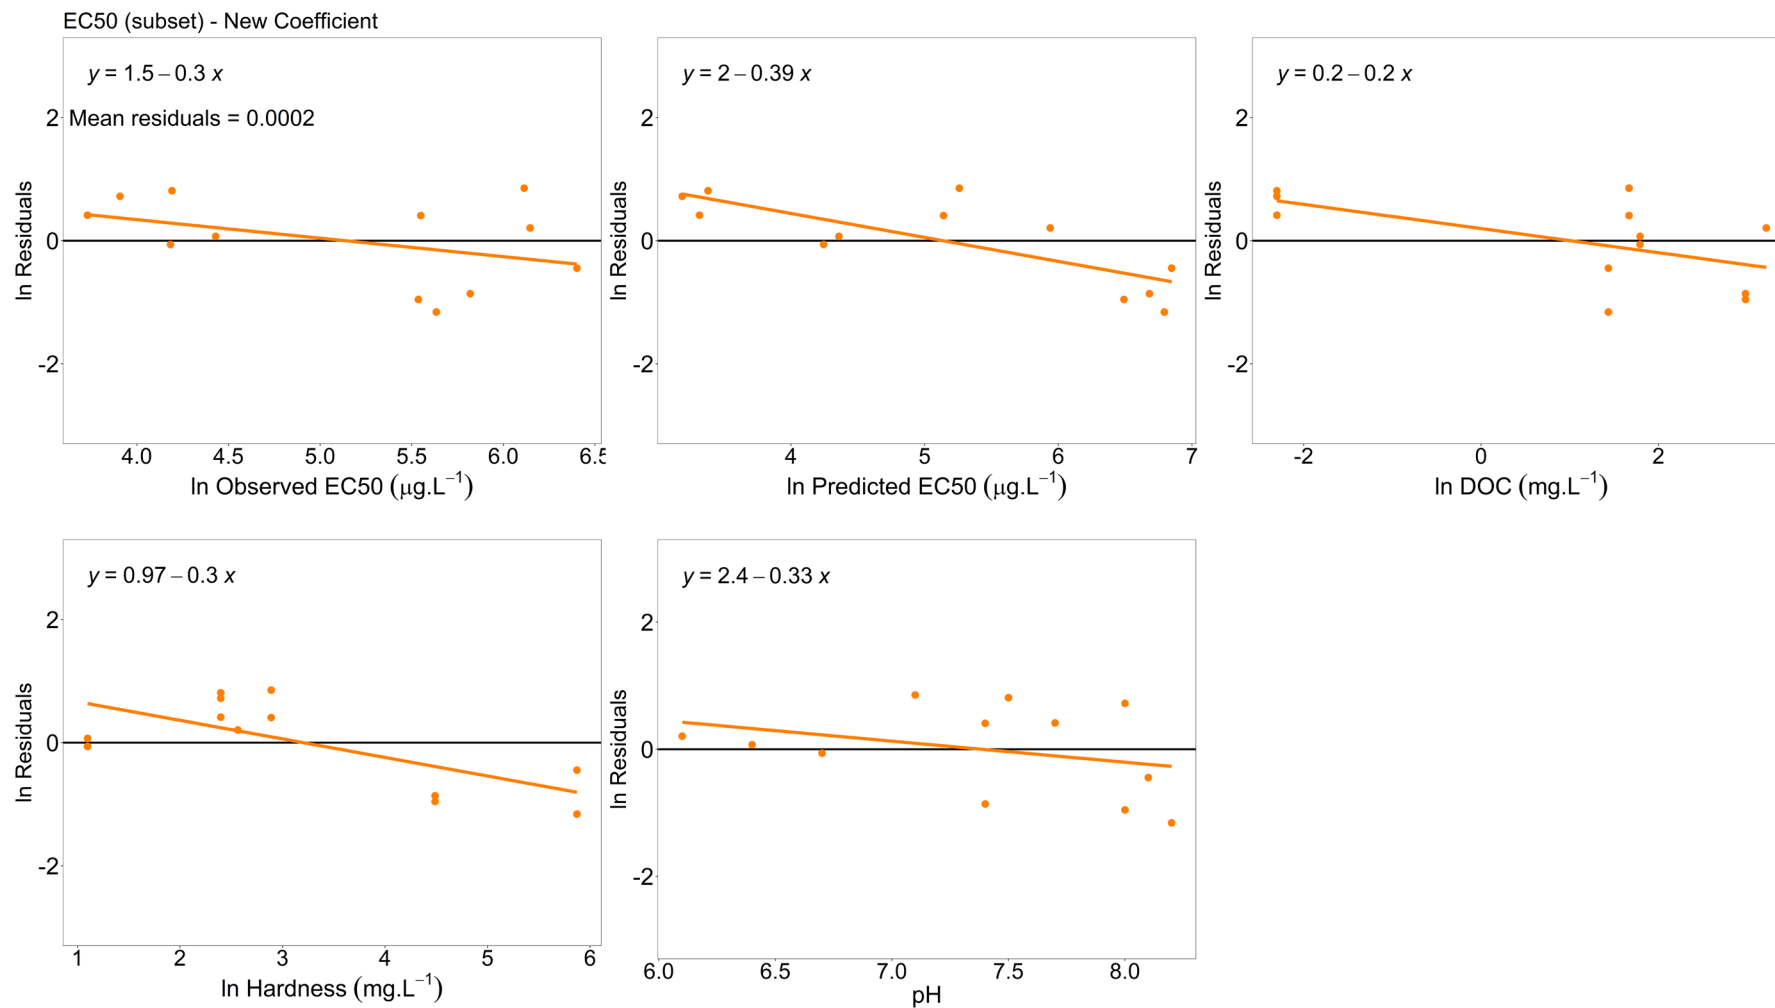 EC50 (subset) - New Coefficient
y = 1.5 – 0.3 x
Mean residuals = 0.0002
2
0
-2
ln Residuals
4.0 4.5 5.0 5.5 6.0 6.5
ln Observed EC50 (μg.L⁻¹)
y = 2 – 0.39 x
2
0
-2
ln Residuals
4 5 6 7
ln Predicted EC50 (μg.L⁻¹)
y = 0.2 – 0.2 x
2
0
-2
ln Residuals
-2 0 2
ln DOC (mg.L⁻¹)
y = 0.97 – 0.3 x
2
0
-2
ln Residuals
1 2 3 4 5 6
ln Hardness (mg.L⁻¹)
y = 2.4 – 0.33 x
2
0
-2
ln Residuals
6.0 6.5 7.0 7.5 8.0
pH